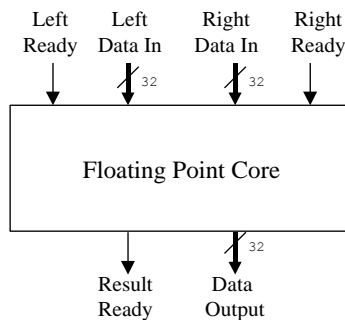 Left Ready
Left Data In
Right Data In
Right Ready
32
32
Floating Point Core
32
Result Ready
Data Output